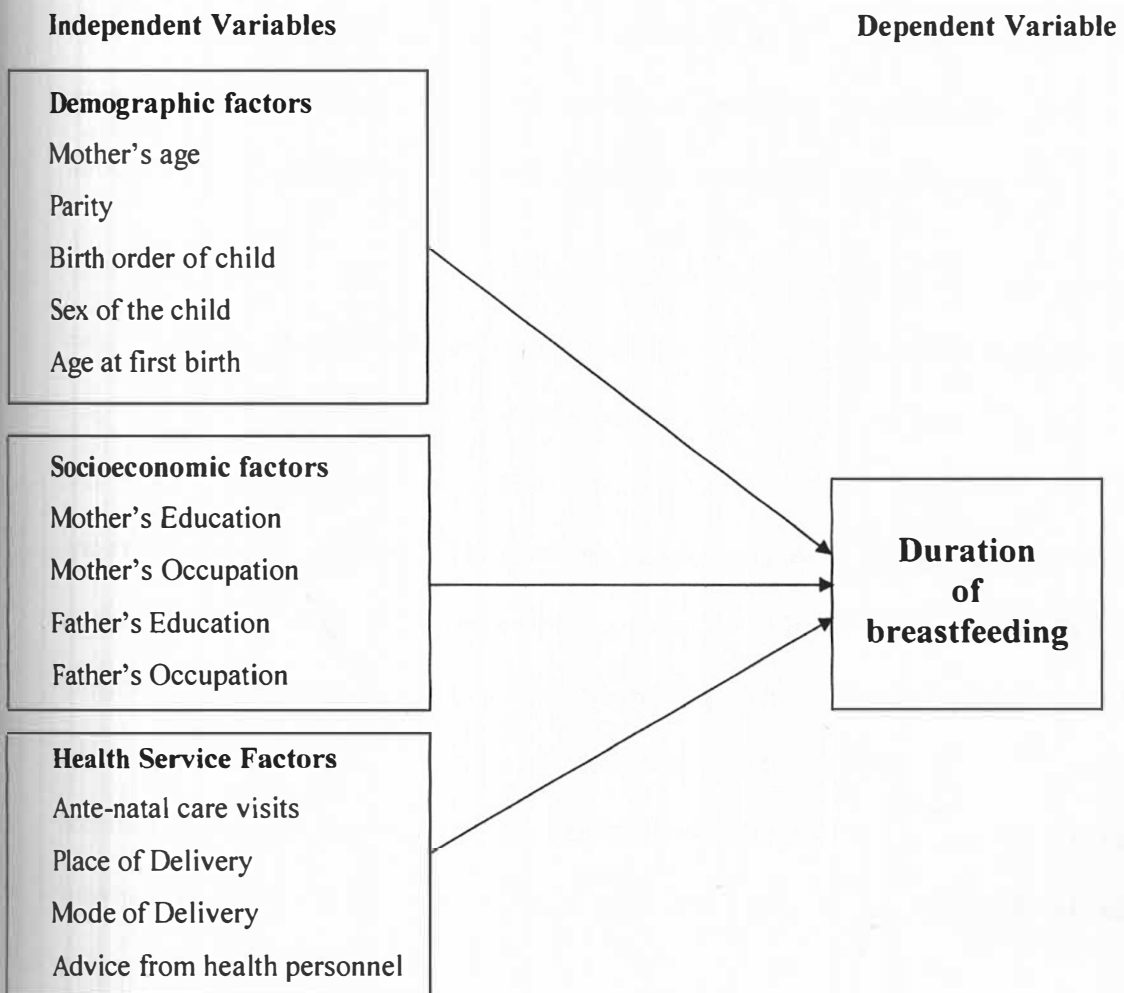 Independent Variables
Dependent Variable
Demographic factors
Mother's age
Parity
Birth order of child
Sex of the child
Age at first birth
Socioeconomic factors
Mother's Education
Mother's Occupation
Father's Education
Father's Occupation
Duration
of
breastfeeding
Health Service Factors
Ante-natal care visits
Place of Delivery
Mode of Delivery
Advice from health personnel